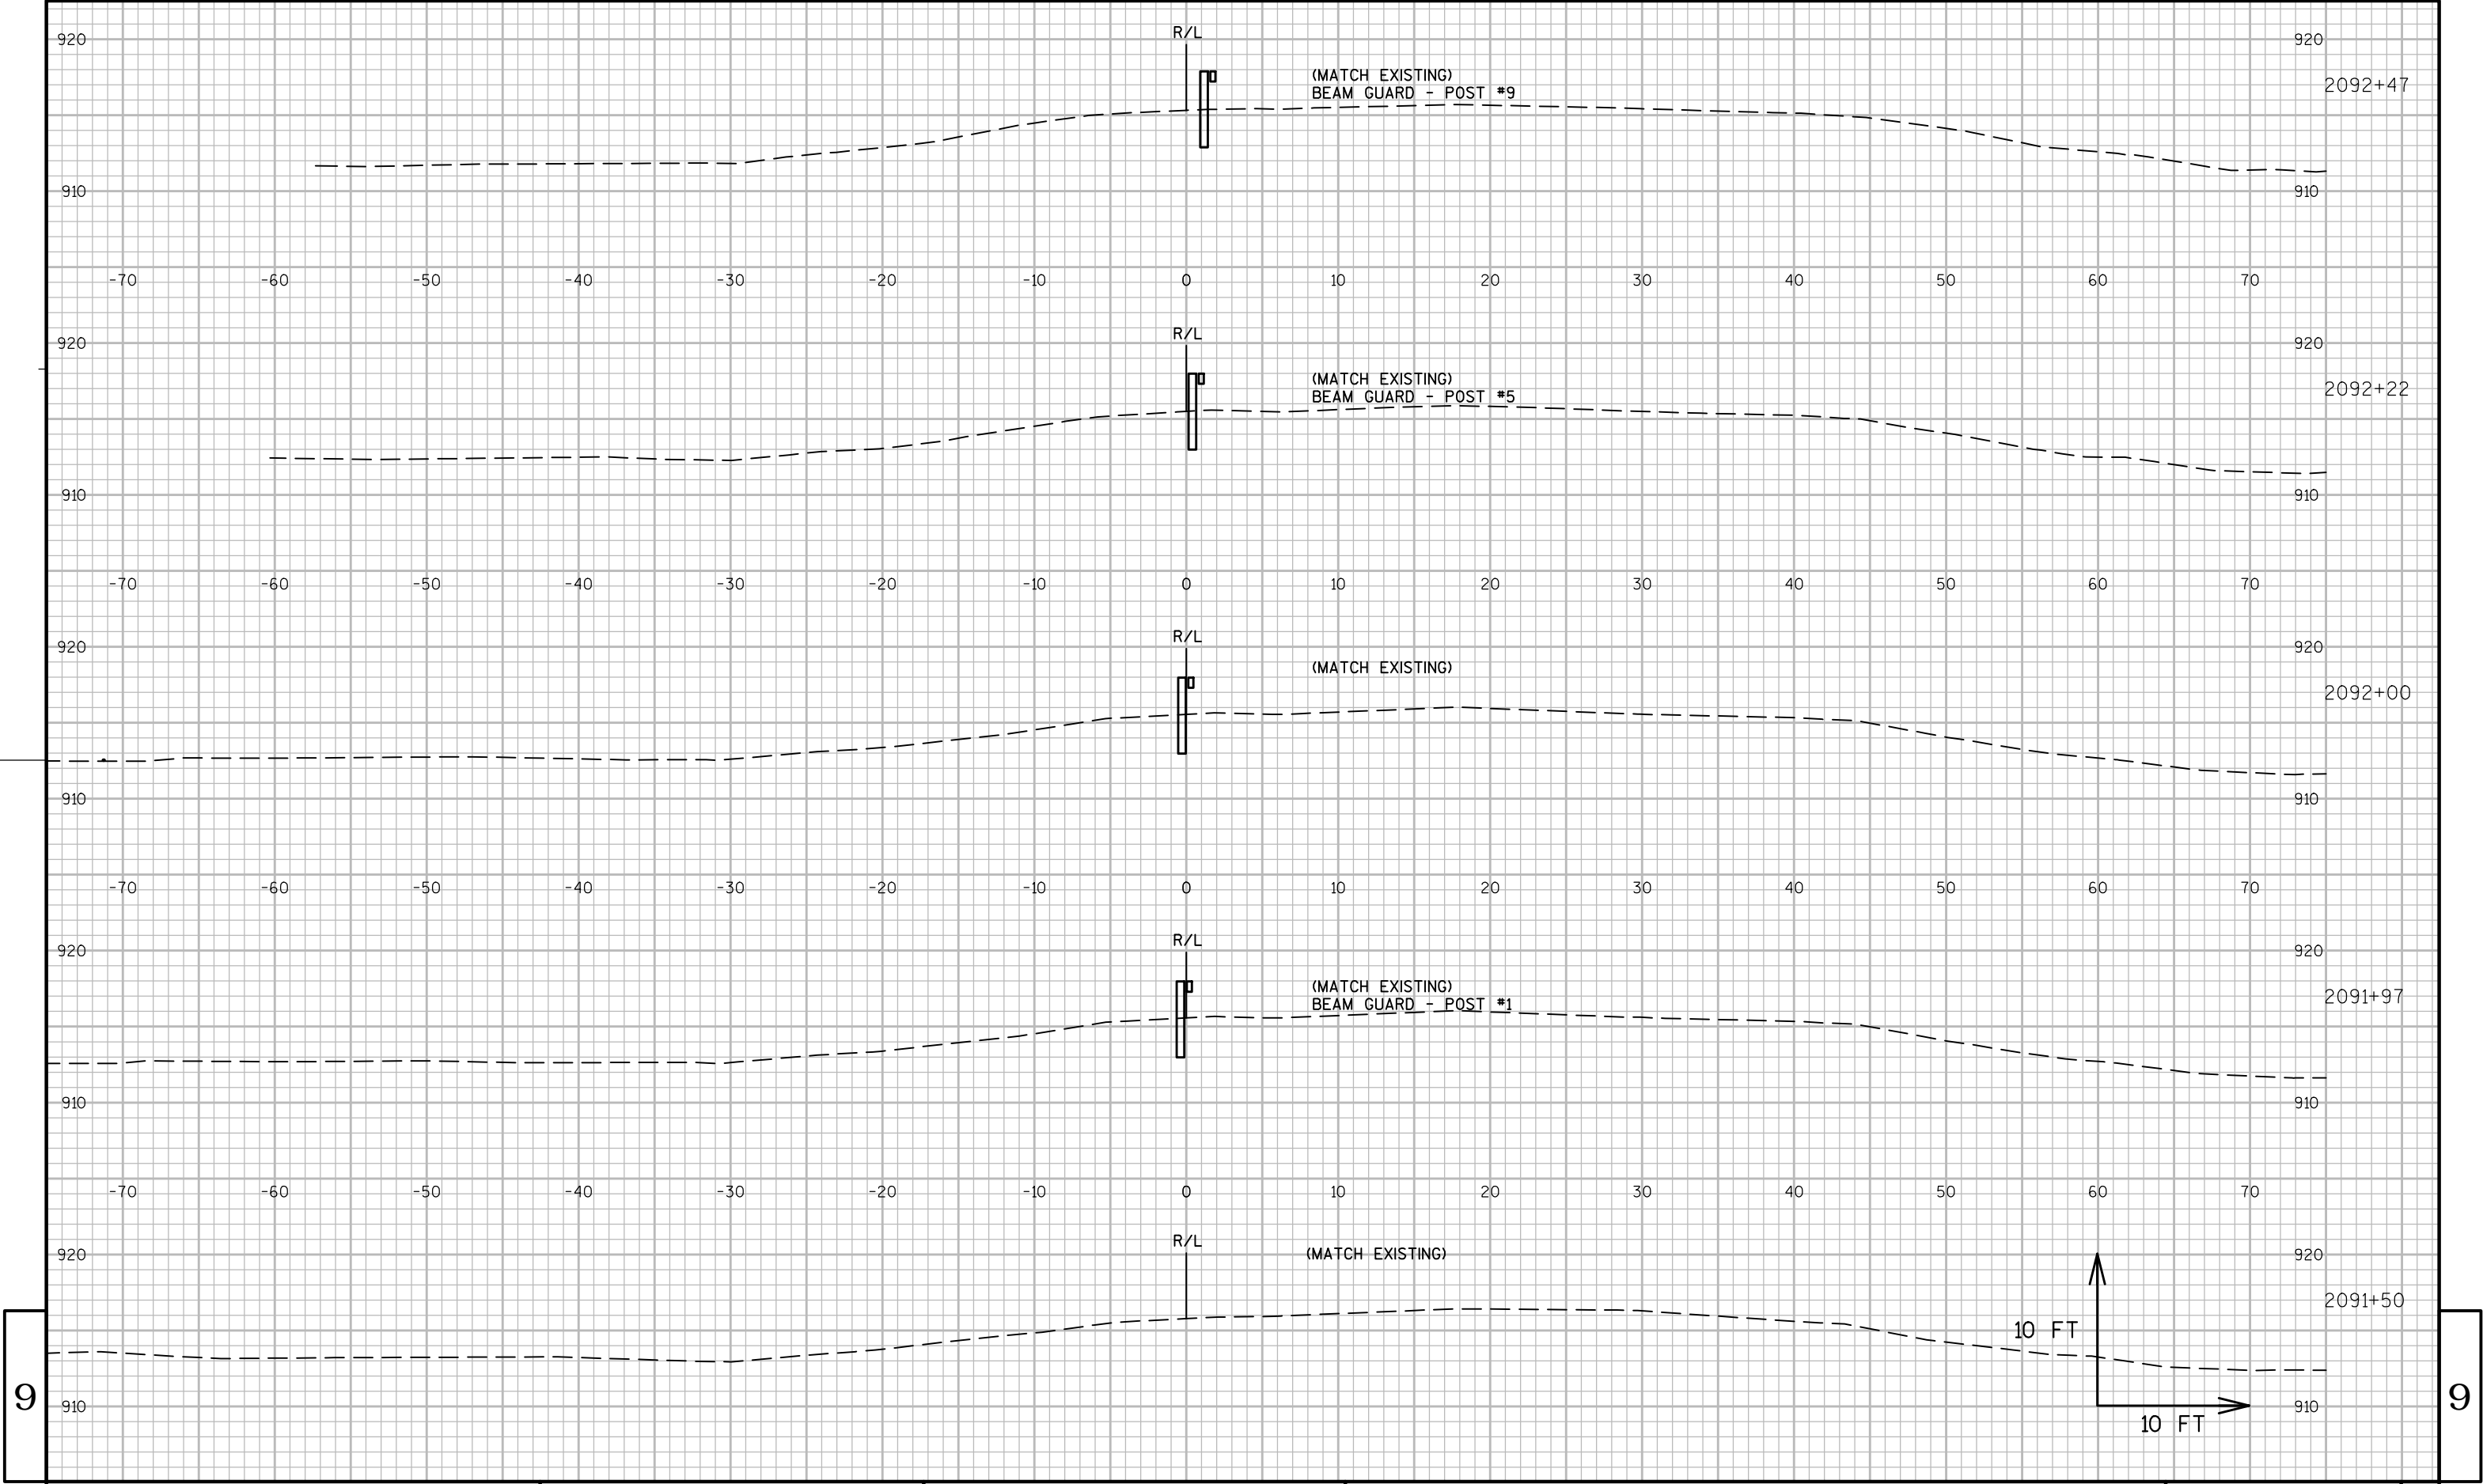 R/L
920 920
(MATCH EXISTING)
BEAM GUARD - POST #9
2092+47
910 910
-70 -60 -50 -40 -30 -20 -10 0 10 20 30 40 50 60 70
R/L
920 920
(MATCH EXISTING)
BEAM GUARD - POST #5
2092+22
910 910
-70 -60 -50 -40 -30 -20 -10 0 10 20 30 40 50 60 70
R/L
920 920
(MATCH EXISTING)
2092+00
910 910
-70 -60 -50 -40 -30 -20 -10 0 10 20 30 40 50 60 70
R/L
920 920
(MATCH EXISTING)
BEAM GUARD - POST #1
2091+97
910 910
-70 -60 -50 -40 -30 -20 -10 0 10 20 30 40 50 60 70
R/L
920 (MATCH EXISTING) 920
2091+50
10 FT
9 9
910 910
10 FT